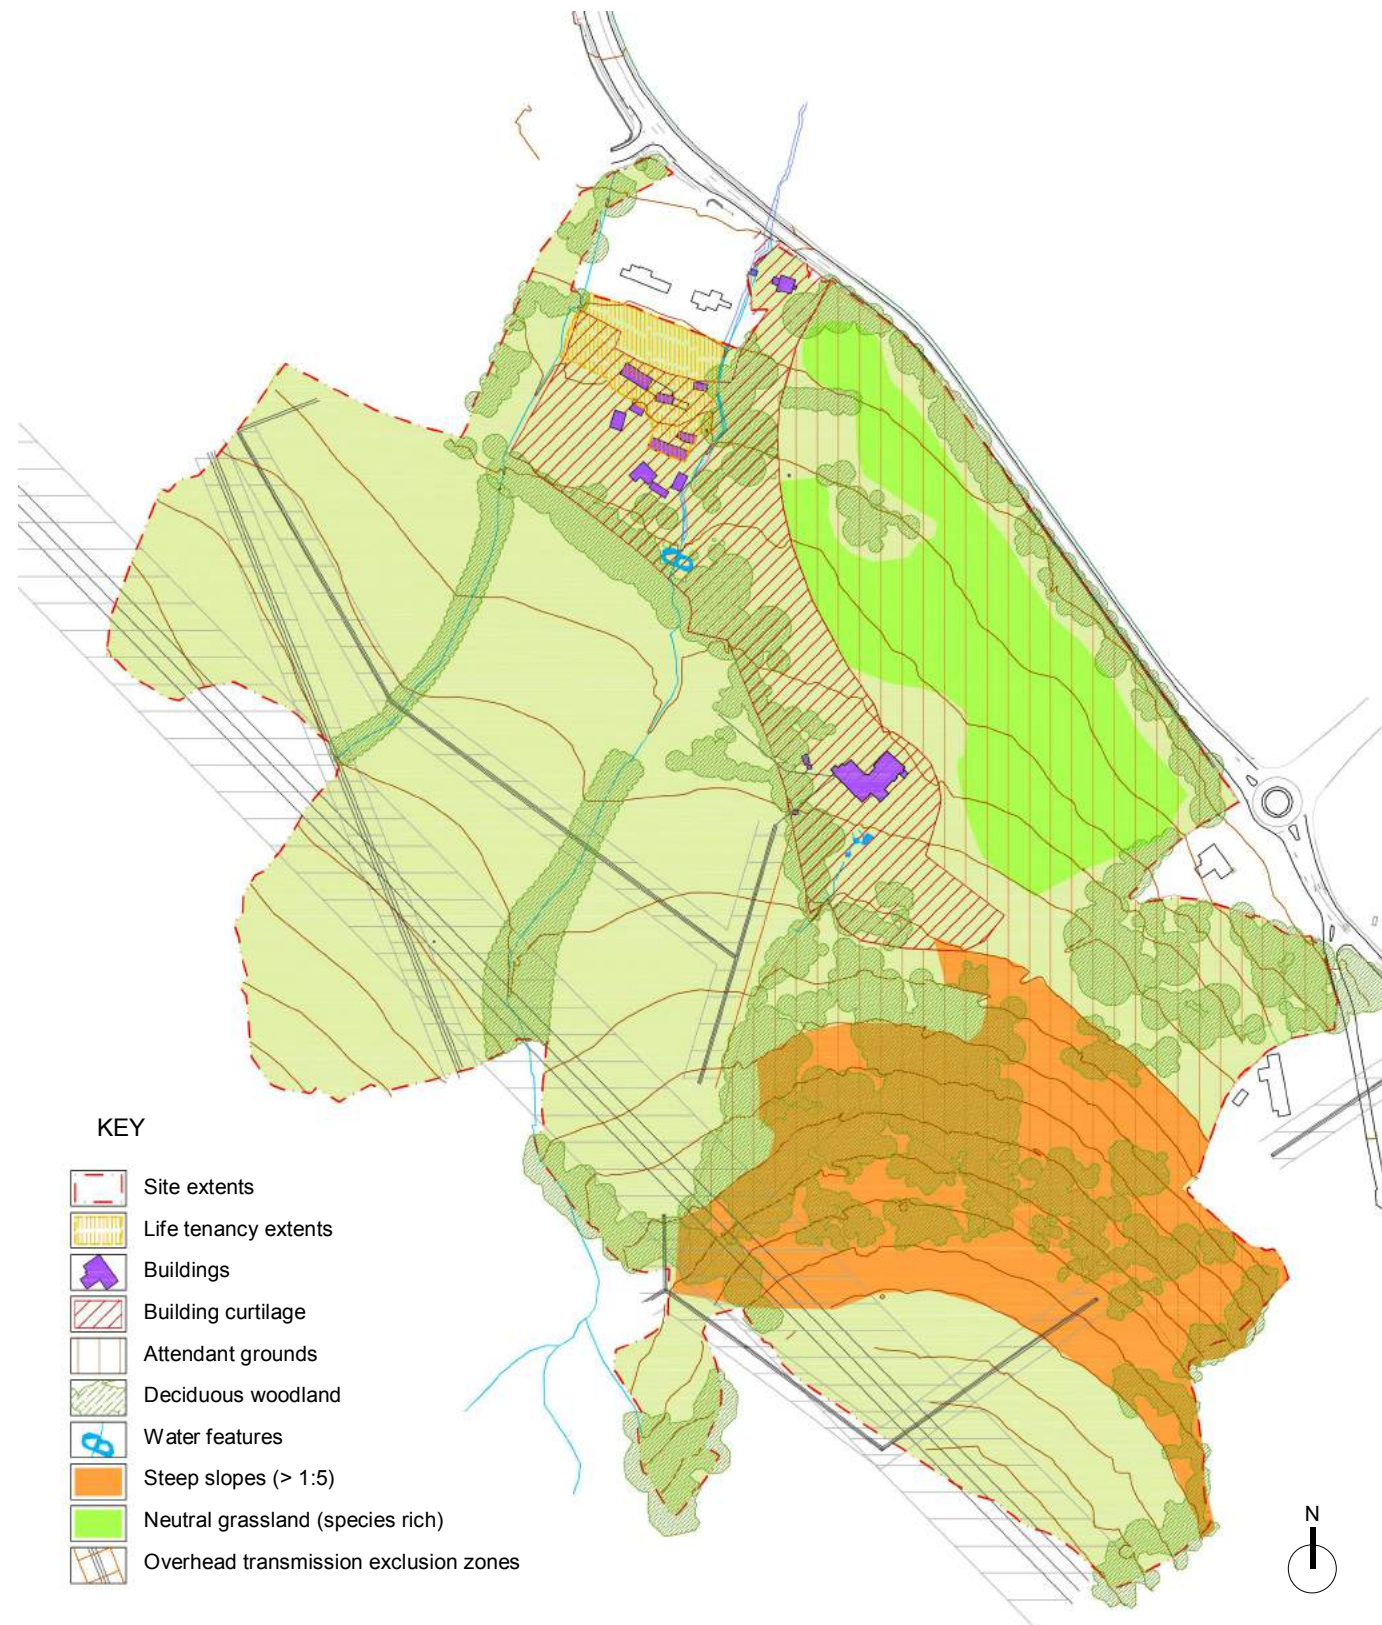 KEY
Site extents
Life tenancy extents
Buildings
Building curtilage
Attendant grounds
Deciduous woodland
Water features
Steep slopes (> 1:5)
Neutral grassland (species rich)
Overhead transmission exclusion zones
N